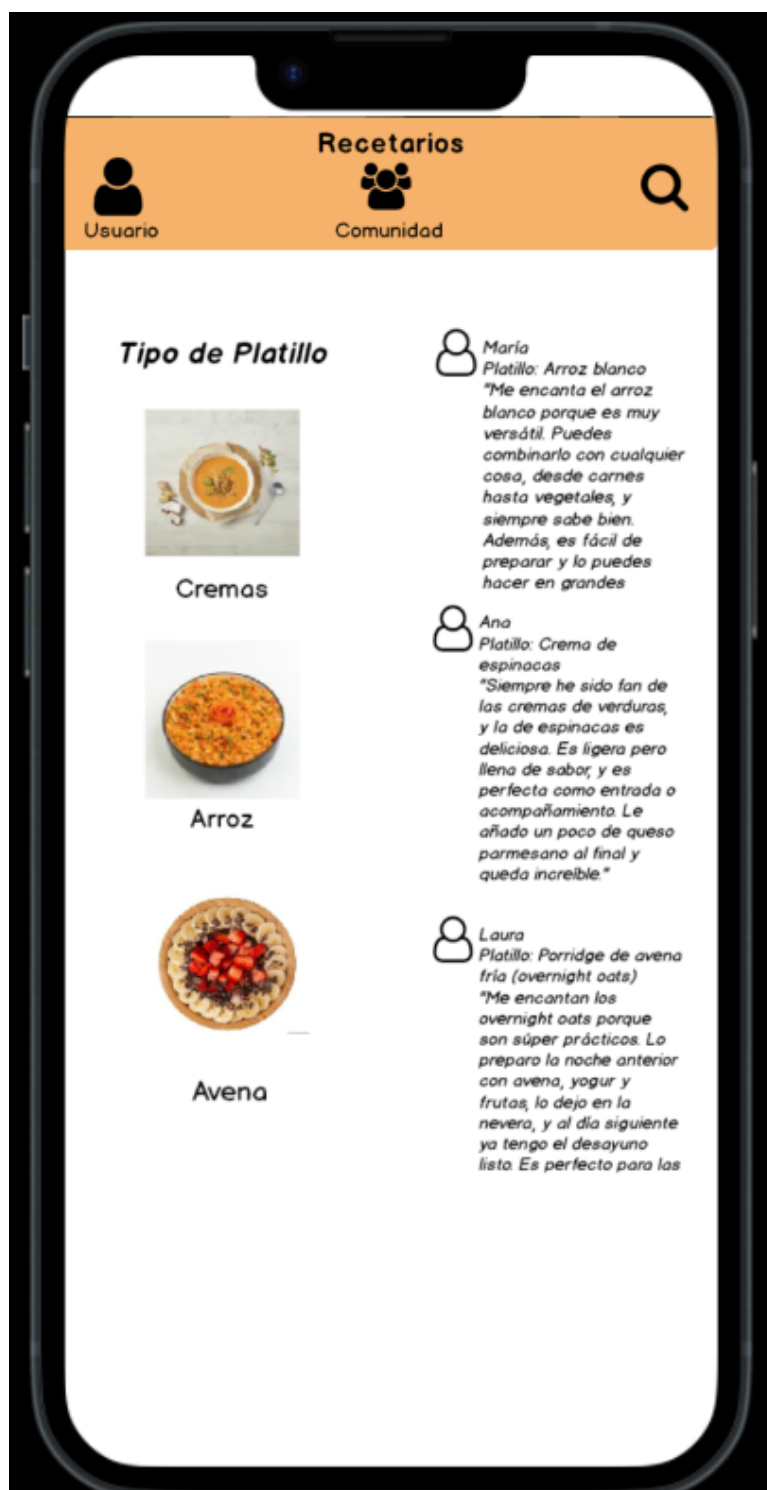 Recetarios
Usuario
Comunidad
Tipo de Platillo
Cremas
Arroz
Avena
María
Platillo: Arroz blanco
"Me encanta el arroz
blanco porque es muy
versátil. Puedes
combinarlo con cualquier
cosa, desde carnes
hasta vegetales, y
siempre sabe bien.
Además, es fácil de
preparar y lo puedes
hacer en grandes
Ana
Platillo: Crema de
espinacas
"Siempre he sido fan de
las cremas de verduras,
y la de espinacas es
deliciosa. Es ligera pero
llena de sabor, y es
perfecta como entrada o
acompañamiento. Le
añado un poco de queso
parmesano al final y
queda increíble."
Laura
Platillo: Porridge de avena
fría (overnight oats)
"Me encantan los
overnight oats porque
son súper prácticos. Lo
preparo la noche anterior
con avena, yogur y
frutas, lo dejo en la
nevera, y al día siguiente
ya tengo el desayuno
listo. Es perfecto para las